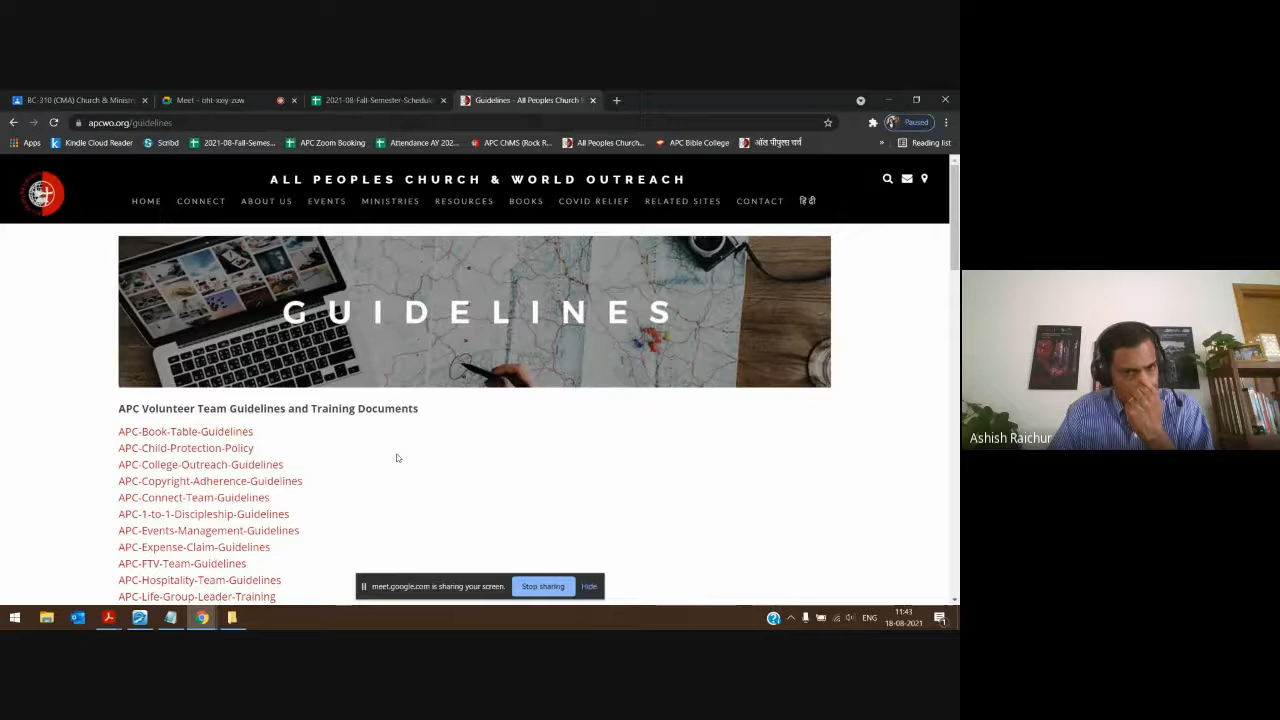 BC-310 (CMA) Church & Minist
Meet – oht-xxiy-zuw
2021-08-Fall-Semester-Schedule
Guidelines - All Peoples Church
apcwo.org/guidelines
Paused
Apps
Kindle Cloud Reader
Scribd
2021-08-Fall-Semes...
APC Zoom Booking
Attendance AY 202...
APC ChMS (Rock R...
All Peoples Church...
APC Bible College
ऑल पीपुल्स चर्च
»
Reading list
ALL PEOPLES CHURCH & WORLD OUTREACH
HOME
CONNECT
ABOUT US
EVENTS
MINISTRIES
RESOURCES
BOOKS
COVID RELIEF
RELATED SITES
CONTACT
हिंदी
GUIDELINES
APC Volunteer Team Guidelines and Training Documents
APC-Book-Table-Guidelines
APC-Child-Protection-Policy
APC-College-Outreach-Guidelines
APC-Copyright-Adherence-Guidelines
APC-Connect-Team-Guidelines
APC-1-to-1-Discipleship-Guidelines
APC-Events-Management-Guidelines
APC-Expense-Claim-Guidelines
APC-FTV-Team-Guidelines
APC-Hospitality-Team-Guidelines
APC-Life-Group-Leader-Training
meet.google.com is sharing your screen.
Stop sharing
Hide
ENG
11:43
18-08-2021
Ashish Raichur